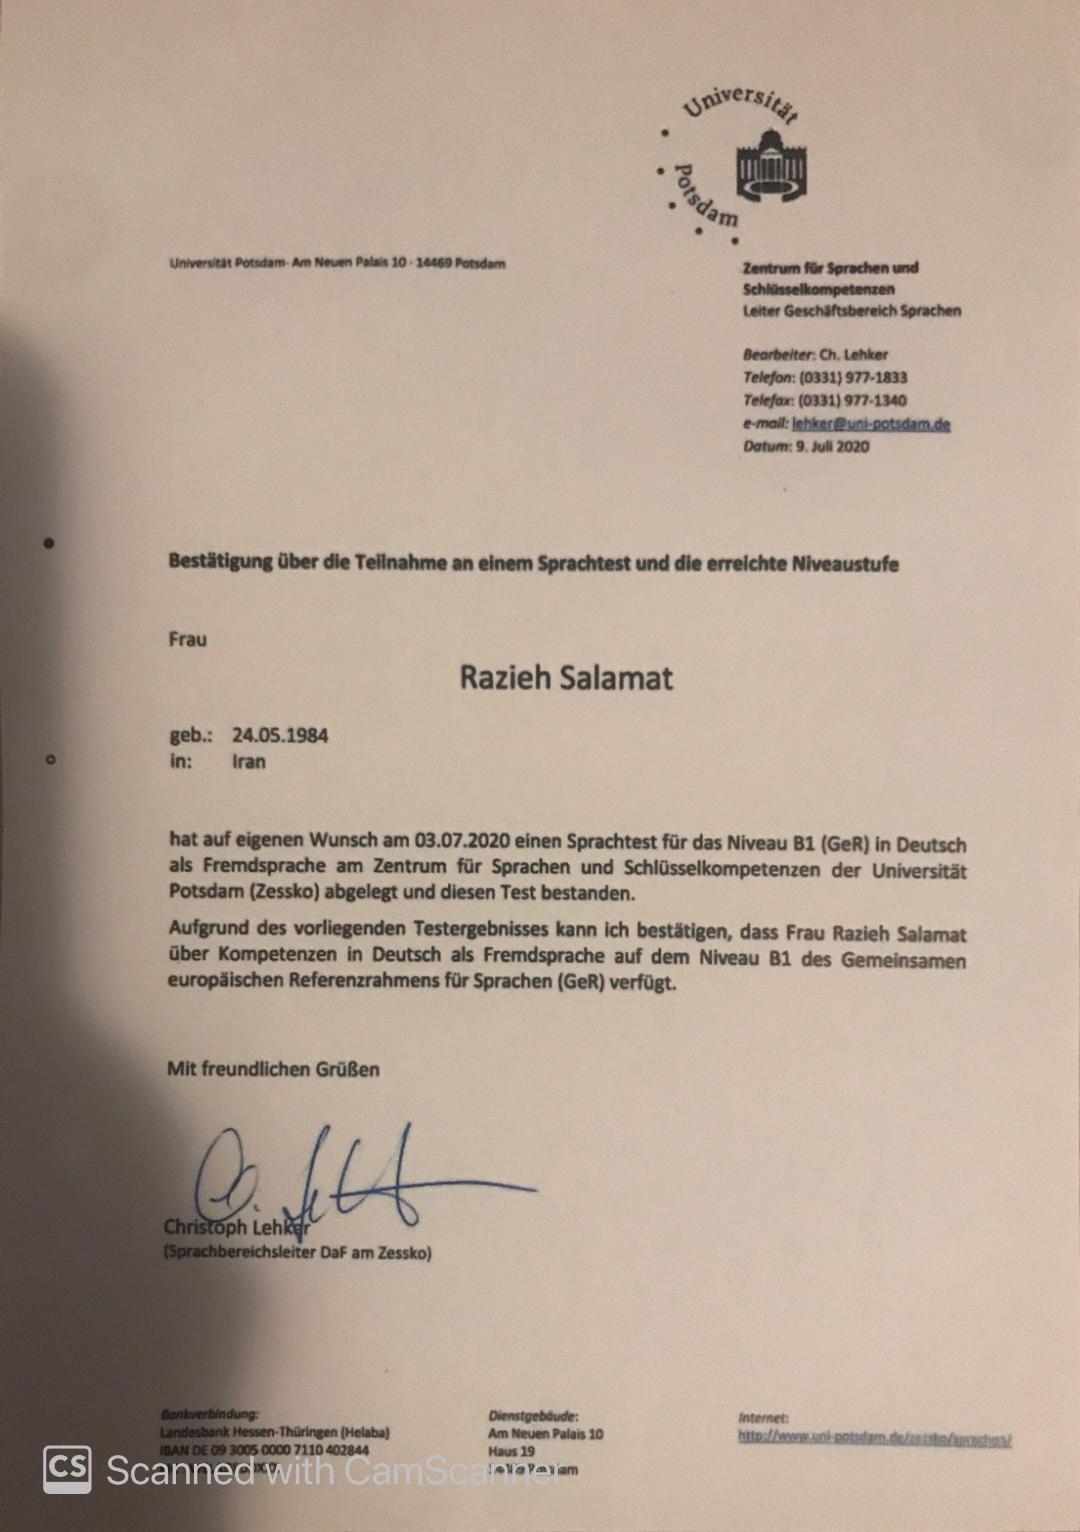 Universität
Potsdam
Universität Potsdam· Am Neuen Palais 10 · 14469 Potsdam
Zentrum für Sprachen und
Schlüsselkompetenzen
Leiter Geschäftsbereich Sprachen
Bearbeiter: Ch. Lehker
Telefon: (0331) 977-1833
Telefax: (0331) 977-1340
e-mail: lehker@uni-potsdam.de
Datum: 9. Juli 2020
Bestätigung über die Teilnahme an einem Sprachtest und die erreichte Niveaustufe
Frau
Razieh Salamat
geb.: 24.05.1984
in: Iran
hat auf eigenen Wunsch am 03.07.2020 einen Sprachtest für das Niveau B1 (GeR) in Deutsch
als Fremdsprache am Zentrum für Sprachen und Schlüsselkompetenzen der Universität
Potsdam (Zessko) abgelegt und diesen Test bestanden.
Aufgrund des vorliegenden Testergebnisses kann ich bestätigen, dass Frau Razieh Salamat
über Kompetenzen in Deutsch als Fremdsprache auf dem Niveau B1 des Gemeinsamen
europäischen Referenzrahmens für Sprachen (GeR) verfügt.
Mit freundlichen Grüßen
Christoph Lehker
(Sprachbereichsleiter DaF am Zessko)
Bankverbindung:
Landesbank Hessen-Thüringen (Helaba)
IBAN DE 09 3005 0000 7110 402844
Dienstgebäude:
Am Neuen Palais 10
Haus 19
Potsdam
Internet:
http://www.uni-potsdam.de/zessko/sprachen/
CS Scanned with CamScanner